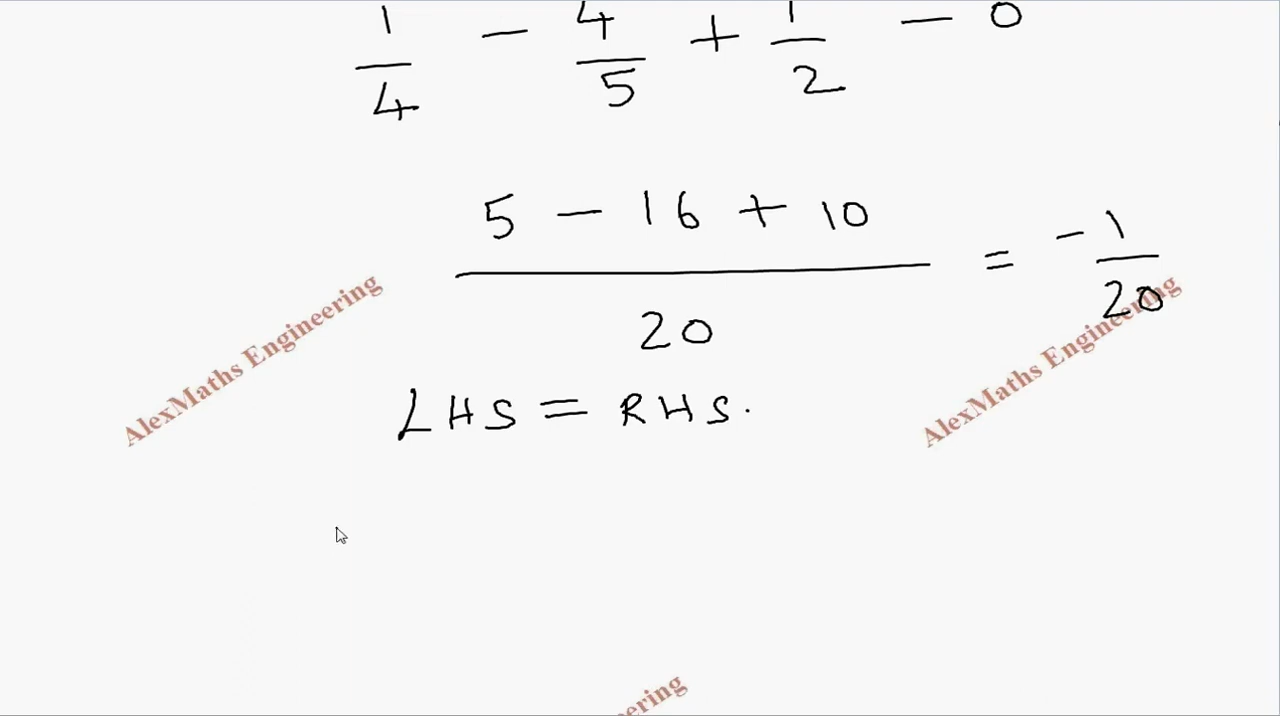 1/4 - 4/5 + 1/2 - 0
(5 - 16 + 10)/20 = -1/20
LHS = RHS.
AlexMaths Engineering
AlexMaths Engineering
ering